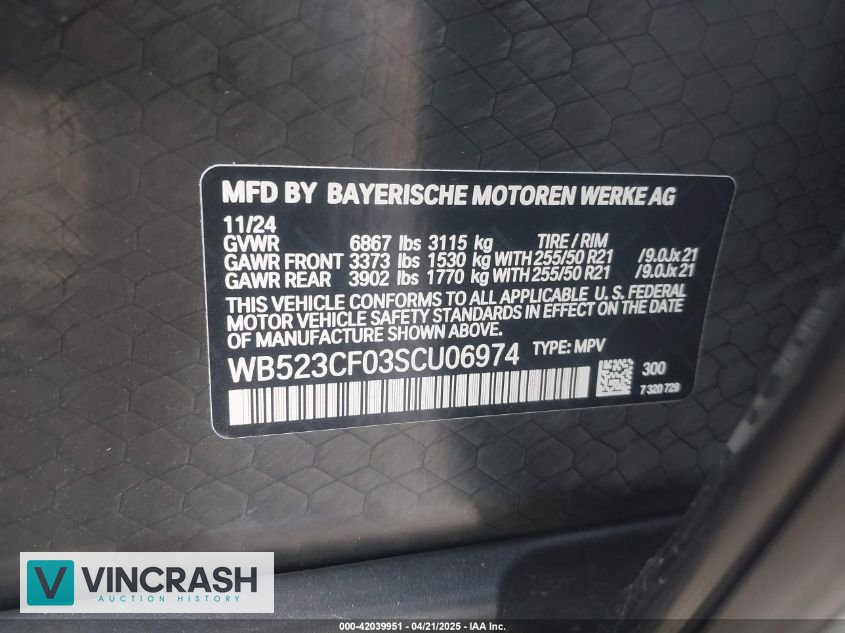 MFD BY BAYERISCHE MOTOREN WERKE AG
11/24
GVWR 6867 lbs 3115 kg TIRE / RIM
GAWR FRONT 3373 lbs 1530 kg WITH 255/50 R21 /9.0Jx21
GAWR REAR 3902 lbs 1770 kg WITH 255/50 R21 /9.0Jx21
THIS VEHICLE CONFORMS TO ALL APPLICABLE U. S. FEDERAL
MOTOR VEHICLE SAFETY STANDARDS IN EFFECT ON THE DATE
OF MANUFACTURE SHOWN ABOVE.
WB523CF03SCU06974 TYPE: MPV
300
7 320 729
V VINCRASH
AUCTION HISTORY
000-42039951 - 04/21/2025 - IAA Inc.